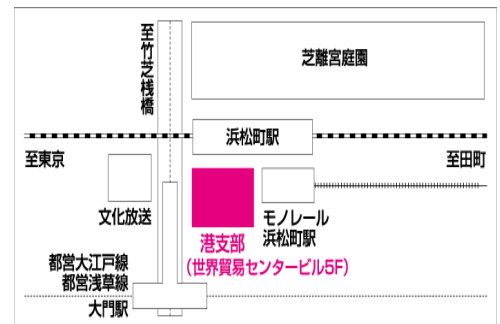 至竹芝桟橋
芝離宮庭園
浜松町駅
至東京
至田町
文化放送
モノレール
浜松町駅
港支部
（世界貿易センタービル5F）
都営大江戸線
都営浅草線
大門駅